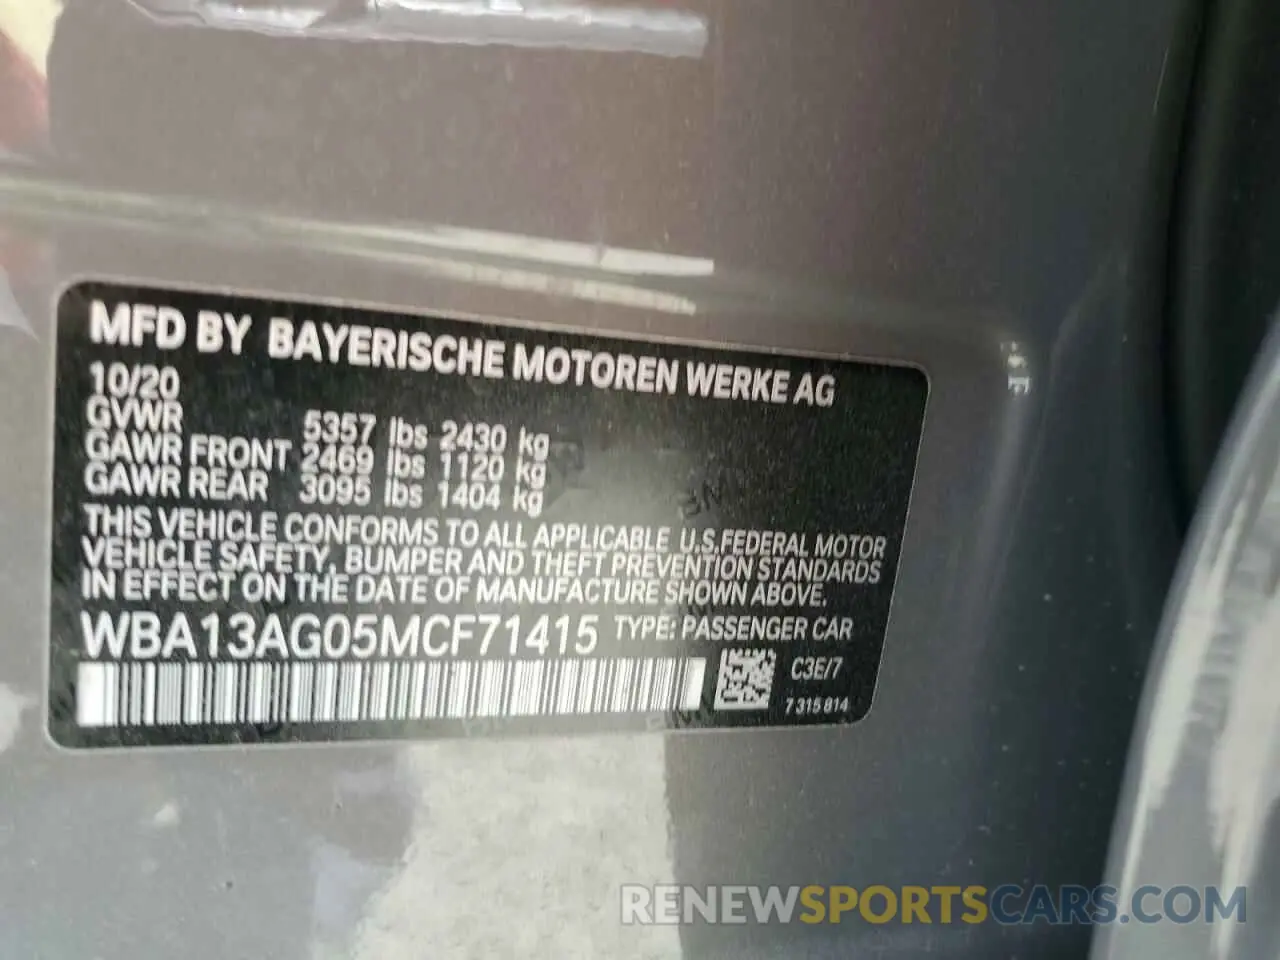 MFD BY BAYERISCHE MOTOREN WERKE AG
10/20
GVWR 5357 lbs 2430 kg
GAWR FRONT 2469 lbs 1120 kg
GAWR REAR 3095 lbs 1404 kg
THIS VEHICLE CONFORMS TO ALL APPLICABLE U.S.FEDERAL MOTOR
VEHICLE SAFETY, BUMPER AND THEFT PREVENTION STANDARDS
IN EFFECT ON THE DATE OF MANUFACTURE SHOWN ABOVE.
WBA13AG05MCF71415 TYPE: PASSENGER CAR
C3E/7
7 315 814
RENEWSPORTSCARS.COM